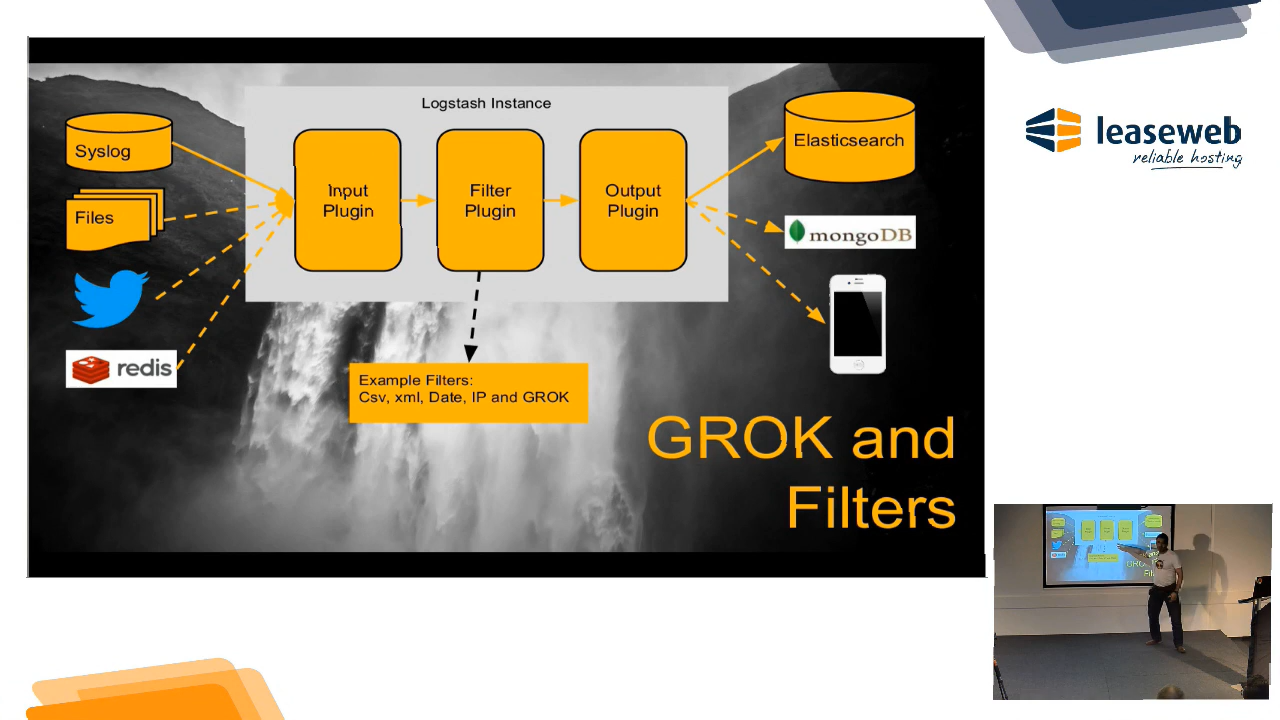 Logstash Instance
Syslog
Files
redis
Input
Plugin
Filter
Plugin
Output
Plugin
Elasticsearch
mongoDB
Example Filters:
Csv, xml, Date, IP and GROK
GROK and
Filters
leaseweb
reliable hosting